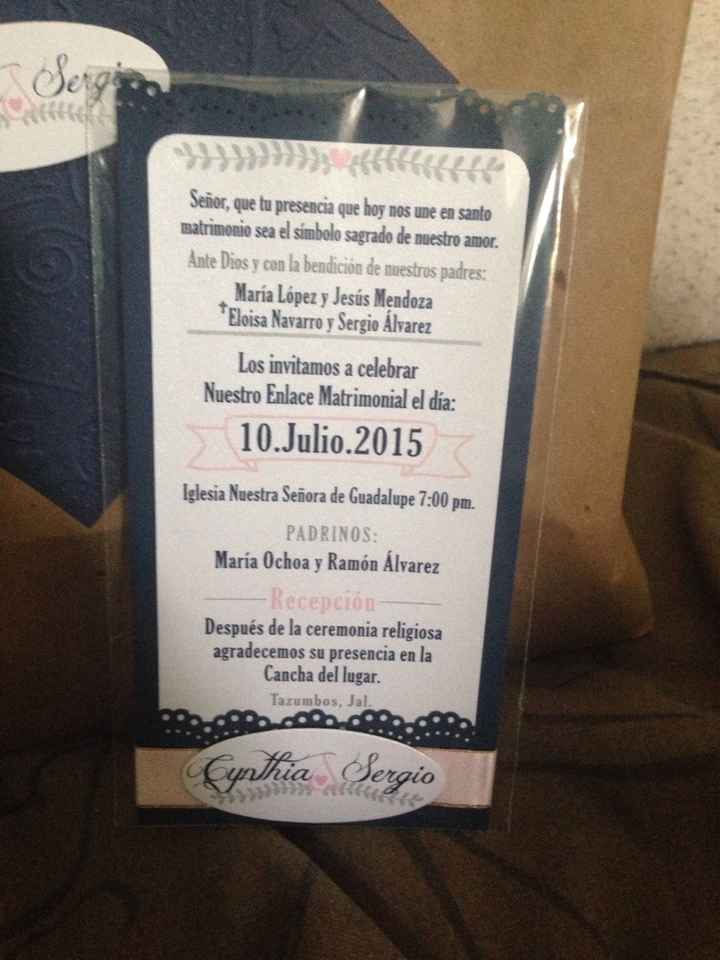 Sergio
Señor, que tu presencia que hoy nos une en santo
matrimonio sea el símbolo sagrado de nuestro amor.
Ante Dios y con la bendición de nuestros padres:
María López y Jesús Mendoza
✝Eloisa Navarro y Sergio Álvarez
Los invitamos a celebrar
Nuestro Enlace Matrimonial el día:
10.Julio.2015
Iglesia Nuestra Señora de Guadalupe 7:00 pm.
PADRINOS:
María Ochoa y Ramón Álvarez
Recepción
Después de la ceremonia religiosa
agradecemos su presencia en la
Cancha del lugar.
Tazumbos, Jal.
Cynthia Sergio